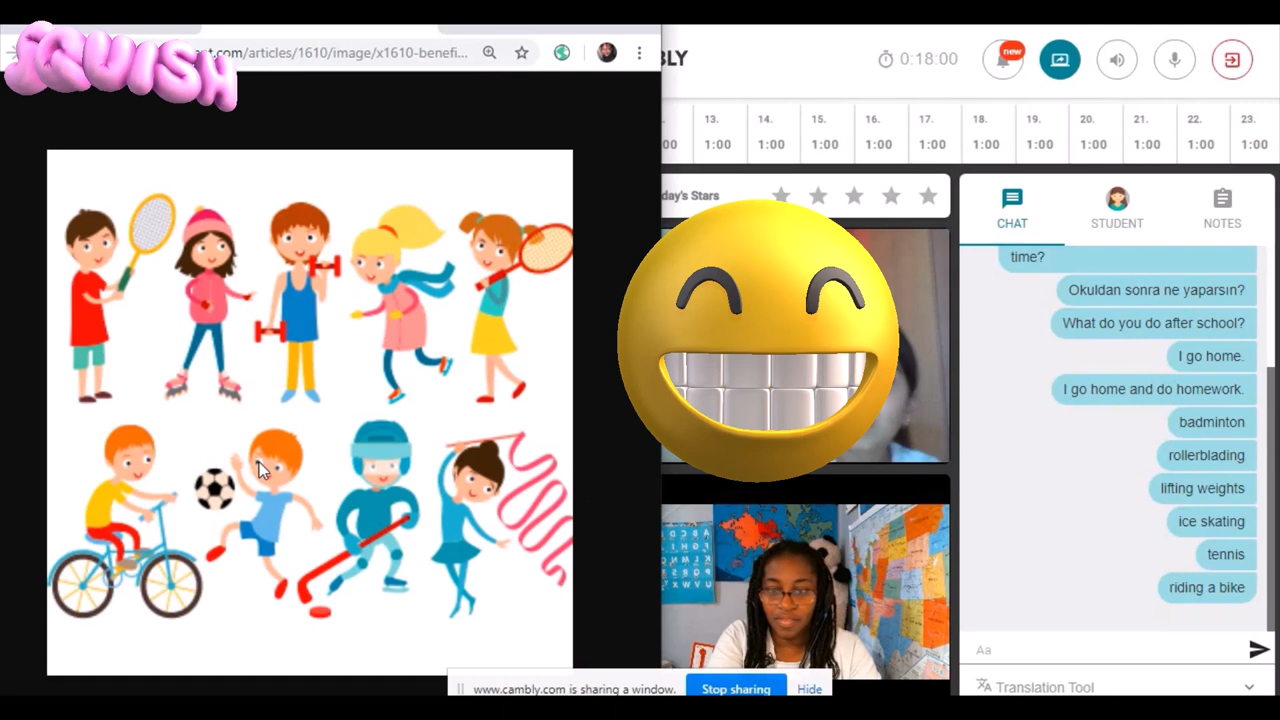 SQUISH
.com/articles/1610/image/x1610-benefi...
BLY
0:18:00
new
13.
14.
15.
16.
17.
18.
19.
20.
21.
22.
23.
00
1:00
1:00
1:00
1:00
1:00
1:00
1:00
1:00
1:00
1:00
1:00
day's Stars
CHAT
STUDENT
NOTES
time?
Okuldan sonra ne yaparsın?
What do you do after school?
I go home.
I go home and do homework.
badminton
rollerblading
lifting weights
ice skating
tennis
riding a bike
Aa
Translation Tool
www.cambly.com is sharing a window.
Stop sharing
Hide